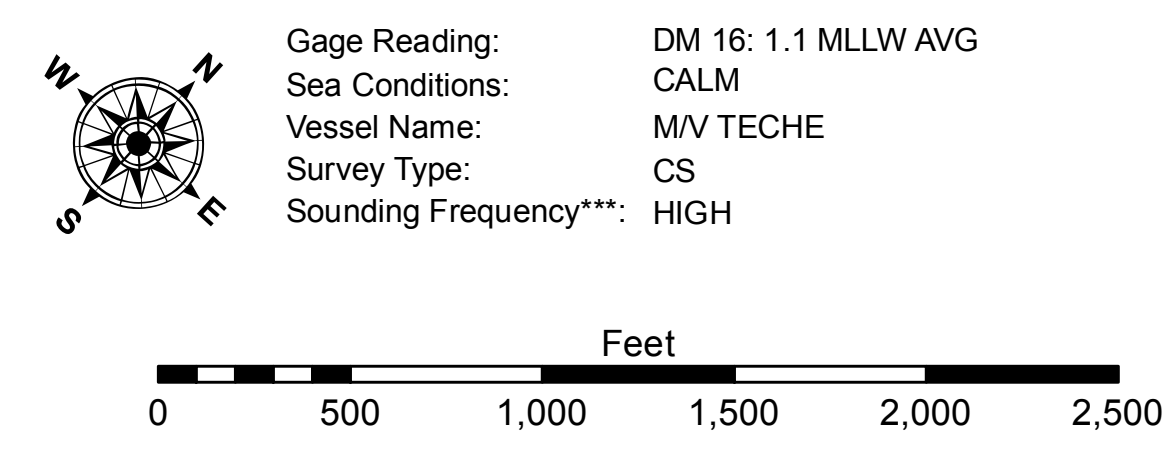 W N
S E
Gage Reading: DM 16: 1.1 MLLW AVG
Sea Conditions: CALM
Vessel Name: M/V TECHE
Survey Type: CS
Sounding Frequency***: HIGH
Feet
0 500 1,000 1,500 2,000 2,500